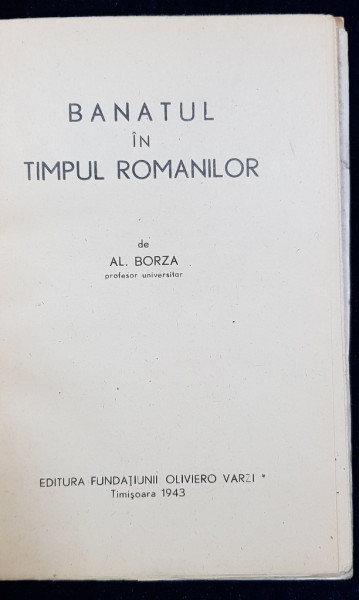 BANATUL
ÎN
TIMPUL ROMANILOR
de
AL. BORZA
profesor universitar
EDITURA FUNDAȚIUNII OLIVIERO VARZI *
Timișoara 1943